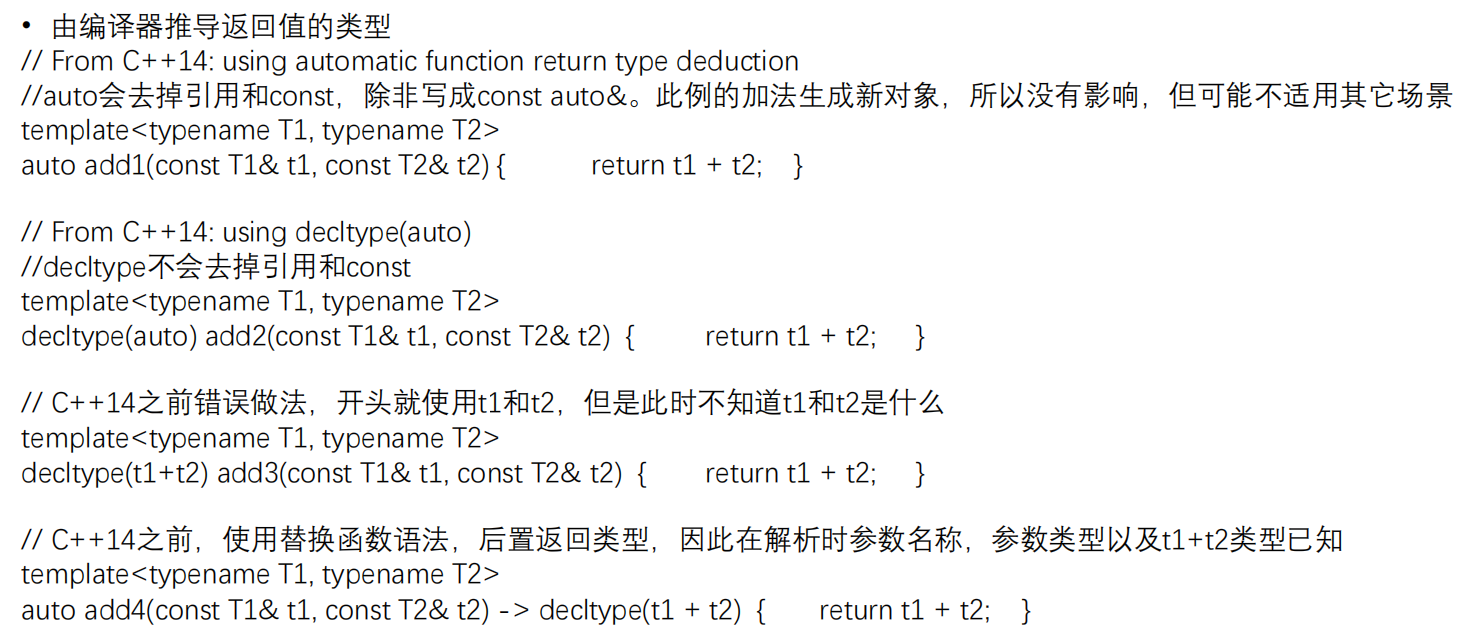 • 由编译器推导返回值的类型
// From C++14: using automatic function return type deduction
//auto会去掉引用和const，除非写成const auto&。此例的加法生成新对象，所以没有影响，但可能不适用其它场景
template<typename T1, typename T2>
auto add1(const T1& t1, const T2& t2) { return t1 + t2; }
// From C++14: using decltype(auto)
//decltype不会去掉引用和const
template<typename T1, typename T2>
decltype(auto) add2(const T1& t1, const T2& t2) { return t1 + t2; }
// C++14之前错误做法，开头就使用t1和t2，但是此时不知道t1和t2是什么
template<typename T1, typename T2>
decltype(t1+t2) add3(const T1& t1, const T2& t2) { return t1 + t2; }
// C++14之前，使用替换函数语法，后置返回类型，因此在解析时参数名称，参数类型以及t1+t2类型已知
template<typename T1, typename T2>
auto add4(const T1& t1, const T2& t2) -> decltype(t1 + t2) { return t1 + t2; }